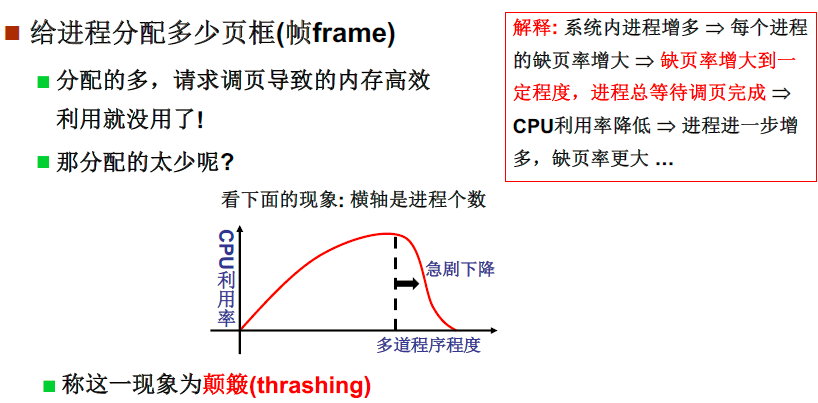 给进程分配多少页框(帧frame)
分配的多，请求调页导致的内存高效
利用就没用了!
那分配的太少呢?
解释: 系统内进程增多 ⇒ 每个进程
的缺页率增大 ⇒ 缺页率增大到一
定程度，进程总等待调页完成 ⇒
CPU利用率降低 ⇒ 进程进一步增
多，缺页率更大 ...
看下面的现象: 横轴是进程个数
CPU利用率
急剧下降
多道程序程度
称这一现象为颠簸(thrashing)